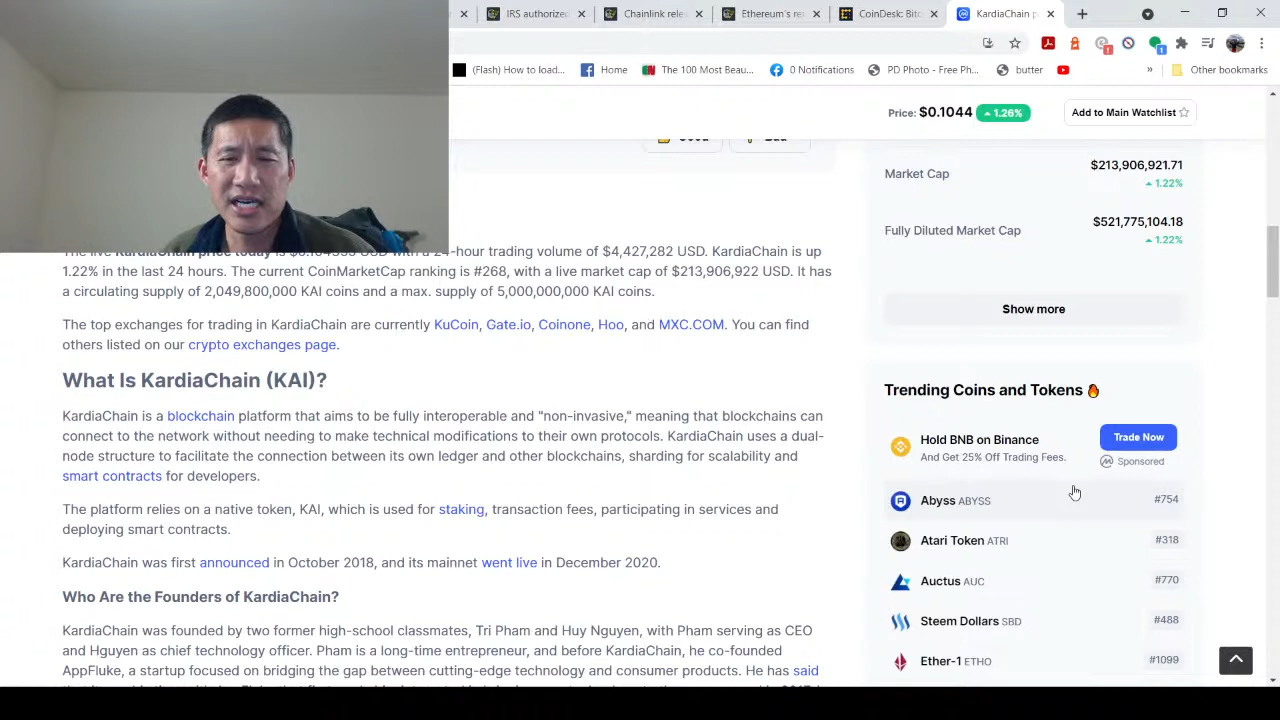 IRS authorized
Chainlink rele
Ethereum's re
CoinDesk: Bitc
KardiaChain p
(Flash) How to load...
Home
The 100 Most Beau...
0 Notifications
PD Photo - Free Ph...
butter
»
Other bookmarks
Price: $0.1044 1.26%
Add to Main Watchlist
Market Cap
$213,906,921.71
1.22%
Fully Diluted Market Cap
$521,775,104.18
1.22%
Show more
The live KardiaChain price today is $0.104355 USD with a 24-hour trading volume of $4,427,282 USD. KardiaChain is up
1.22% in the last 24 hours. The current CoinMarketCap ranking is #268, with a live market cap of $213,906,922 USD. It has
a circulating supply of 2,049,800,000 KAI coins and a max. supply of 5,000,000,000 KAI coins.
The top exchanges for trading in KardiaChain are currently KuCoin, Gate.io, Coinone, Hoo, and MXC.COM. You can find
others listed on our crypto exchanges page.
What Is KardiaChain (KAI)?
KardiaChain is a blockchain platform that aims to be fully interoperable and "non-invasive," meaning that blockchains can
connect to the network without needing to make technical modifications to their own protocols. KardiaChain uses a dual-
node structure to facilitate the connection between its own ledger and other blockchains, sharding for scalability and
smart contracts for developers.
The platform relies on a native token, KAI, which is used for staking, transaction fees, participating in services and
deploying smart contracts.
KardiaChain was first announced in October 2018, and its mainnet went live in December 2020.
Who Are the Founders of KardiaChain?
KardiaChain was founded by two former high-school classmates, Tri Pham and Huy Nguyen, with Pham serving as CEO
and Hguyen as chief technology officer. Pham is a long-time entrepreneur, and before KardiaChain, he co-founded
AppFluke, a startup focused on bridging the gap between cutting-edge technology and consumer products. He has said
Trending Coins and Tokens
Hold BNB on Binance
And Get 25% Off Trading Fees.
Trade Now
Sponsored
Abyss ABYSS #754
Atari Token ATRI #318
Auctus AUC #770
Steem Dollars SBD #488
Ether-1 ETHO #1099